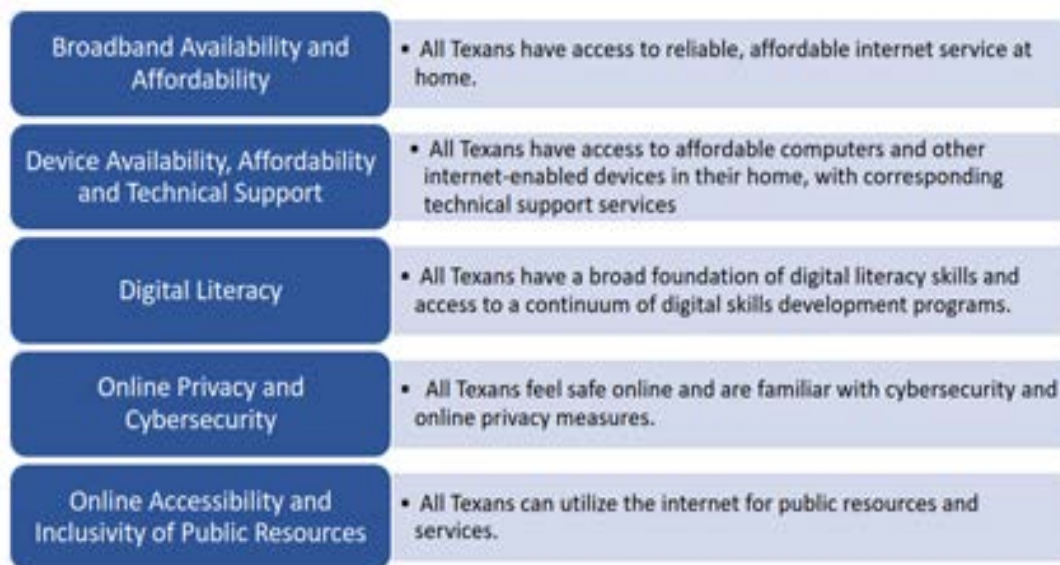 Broadband Availability and
Affordability
• All Texans have access to reliable, affordable internet service at
home.
Device Availability, Affordability
and Technical Support
• All Texans have access to affordable computers and other
internet-enabled devices in their home, with corresponding
technical support services
Digital Literacy
• All Texans have a broad foundation of digital literacy skills and
access to a continuum of digital skills development programs.
Online Privacy and
Cybersecurity
• All Texans feel safe online and are familiar with cybersecurity and
online privacy measures.
Online Accessibility and
Inclusivity of Public Resources
• All Texans can utilize the internet for public resources and
services.